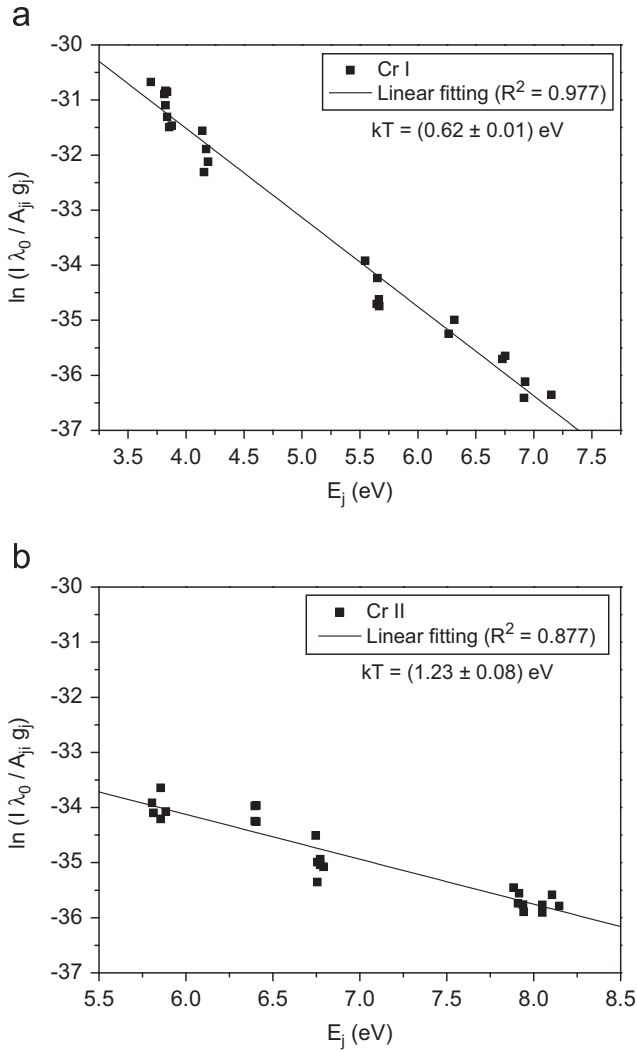 a
-30
-31
-32
-33
-34
-35
-36
-37
ln (I λ₀ / Aⱼᵢ gⱼ)
Cr I
Linear fitting (R² = 0.977)
kT = (0.62 ± 0.01) eV
3.5 4.0 4.5 5.0 5.5 6.0 6.5 7.0 7.5
Eⱼ (eV)
b
-30
-31
-32
-33
-34
-35
-36
-37
ln (I λ₀ / Aⱼᵢ gⱼ)
Cr II
Linear fitting (R² = 0.877)
kT = (1.23 ± 0.08) eV
5.5 6.0 6.5 7.0 7.5 8.0 8.5
Eⱼ (eV)